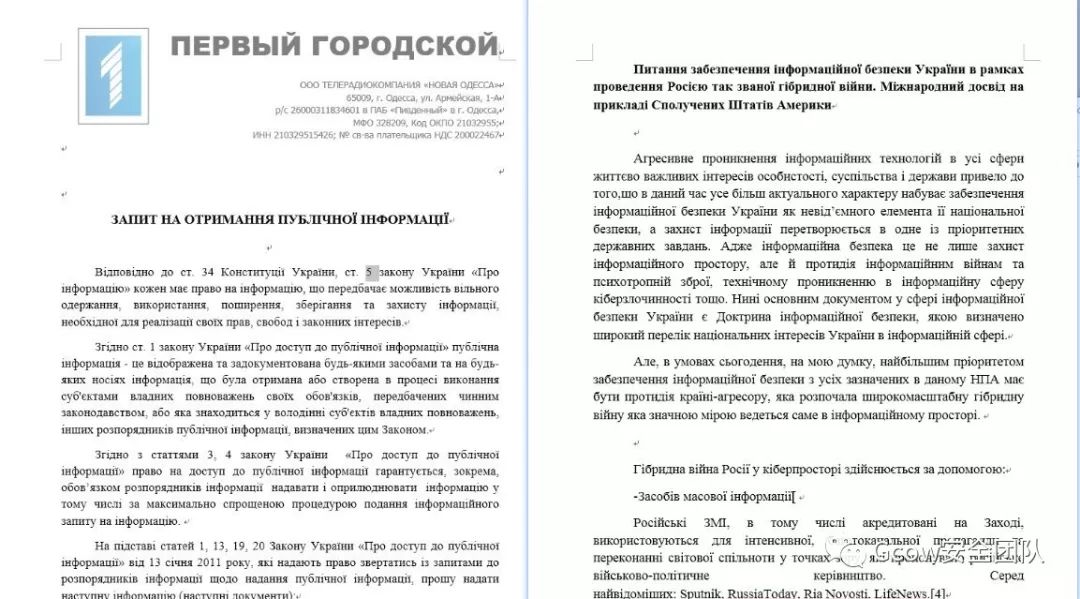 1
ПЕРВЫЙ ГОРОДСКОЙ
ООО ТЕЛЕРАДИОКОМПАНИЯ «НОВАЯ ОДЕССА»
65009, г. Одесса, ул. Армейская, 1-А
р/с 26000311834601 в ПАБ «Пивденный» в г. Одесса,
МФО 328209, Код ОКПО 21032955;
ИНН 210329515426; № св-ва плательщика НДС 200022467
ЗАПИТ НА ОТРИМАННЯ ПУБЛІЧНОЇ ІНФОРМАЦІЇ
Відповідно до ст. 34 Конституції України, ст. 5 закону України «Про
інформацію» кожен має право на інформацію, що передбачає можливість вільного
одержання, використання, поширення, зберігання та захисту інформації,
необхідної для реалізації своїх прав, свобод і законних інтересів.
Згідно ст. 1 закону України «Про доступ до публічної інформації» публічна
інформація - це відображена та задокументована будь-якими засобами та на будь-
яких носіях інформація, що була отримана або створена в процесі виконання
суб'єктами владних повноважень своїх обов'язків, передбачених чинним
законодавством, або яка знаходиться у володінні суб'єктів владних повноважень,
інших розпорядників публічної інформації, визначених цим Законом.
Згідно з статтями 3, 4 закону України «Про доступ до публічної
інформації» право на доступ до публічної інформації гарантується, зокрема,
обов'язком розпорядників інформації надавати і оприлюднювати інформацію у
тому числі за максимально спрощеною процедурою подання інформаційного
запиту на інформацію.
На підставі статей 1, 13, 19, 20 Закону України «Про доступ до публічної
інформації» від 13 січня 2011 року, які надають право звертатись із запитами до
розпорядників інформації щодо надання публічної інформації, прошу надати
наступну інформацію (наступні документи):
Питання забезпечення інформаційної безпеки України в рамках
проведення Росією так званої гібридної війни. Міжнародний досвід на
прикладі Сполучених Штатів Америки
Агресивне проникнення інформаційних технологій в усі сфери
життєво важливих інтересів особистості, суспільства і держави привело до
того,що в даний час усе більш актуального характеру набуває забезпечення
інформаційної безпеки України як невід'ємного елемента її національної
безпеки, а захист інформації перетворюється в одне із пріоритетних
державних завдань. Адже інформаційна безпека це не лише захист
інформаційного простору, але й протидія інформаційним війнам та
психотропній зброї, технічному проникненню в інформаційну сферу
кіберзлочинності тощо. Нині основним документом у сфері інформаційної
безпеки України є Доктрина інформаційної безпеки, якою визначено
широкий перелік національних інтересів України в інформаційній сфері.
Але, в умовах сьогодення, на мою думку, найбільшим пріоритетом
забезпечення інформаційної безпеки з усіх зазначених в даному НПА має
бути протидія країні-агресору, яка розпочала широкомасштабну гібридну
війну яка значною мірою ведеться саме в інформаційному просторі.
Гібридна війна Росії у кіберпросторі здійснюється за допомогою:
-Засобів масової інформації[
Російські ЗМІ, в тому числі акредитовані на Заході,
використовуються для інтенсивної,
переконанні світової спільноти у точках
військово-політичне керівництво. Серед
найвідоміших: Sputnik, RussiaToday, Ria Novosti, LifeNews.[4]
Gcow安全团队